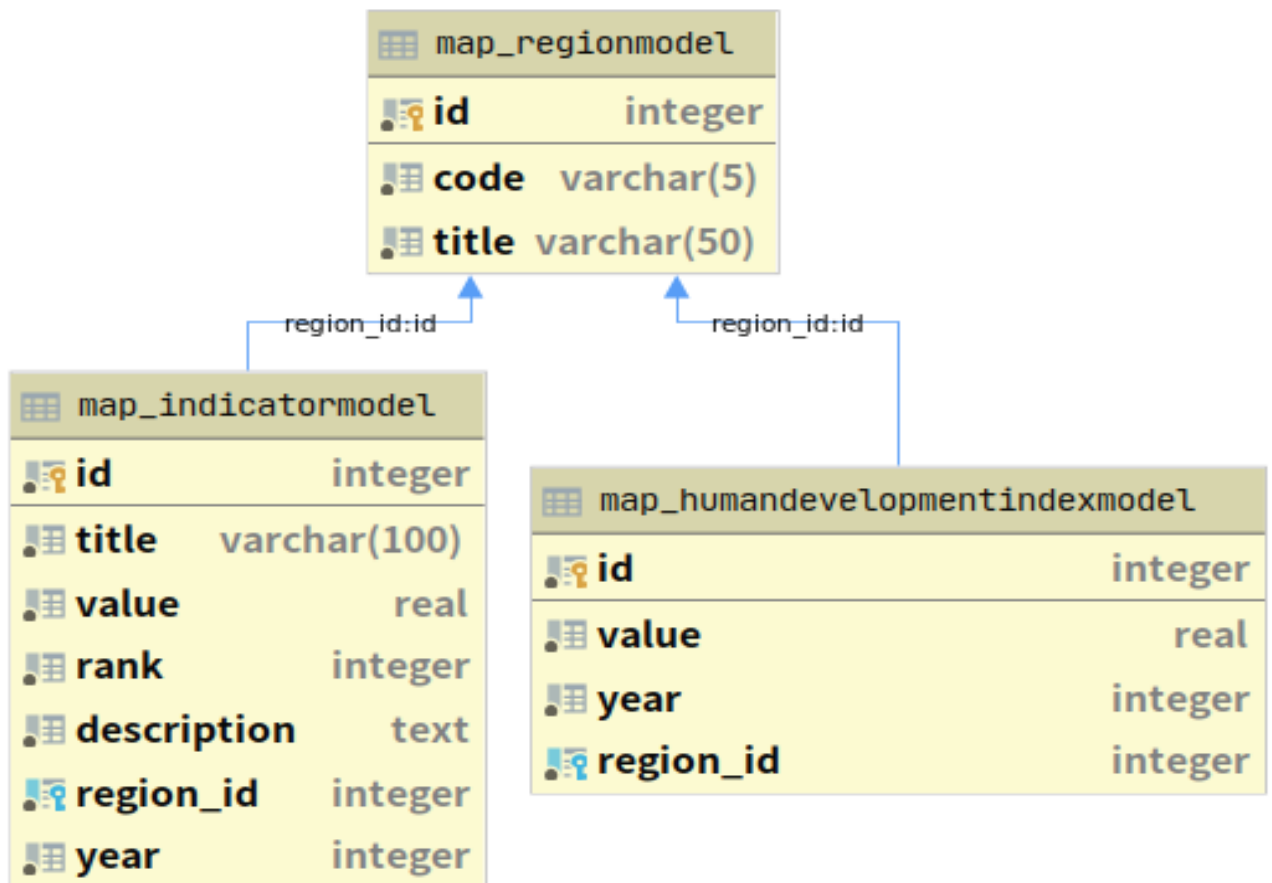 map_regionmodel
id integer
code varchar(5)
title varchar(50)
region_id:id region_id:id
map_indicatormodel
id integer
title varchar(100)
value real
rank integer
description text
region_id integer
year integer
map_humandevelopmentindexmodel
id integer
value real
year integer
region_id integer